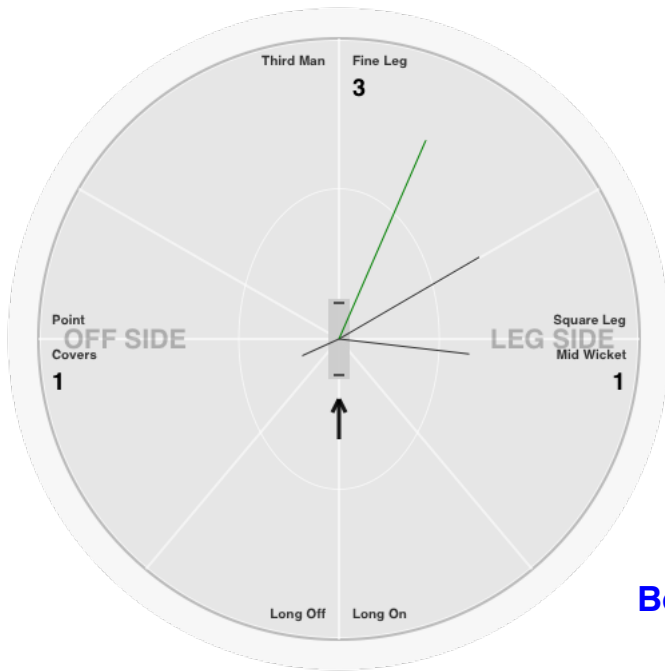 Third Man
Fine Leg
3
Point
Square Leg
OFF SIDE
LEG SIDE
Covers
Mid Wicket
1
1
Long Off
Long On